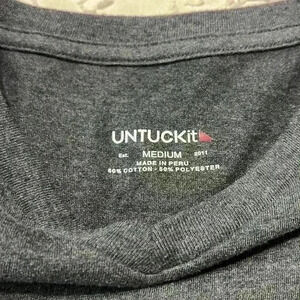 UNTUCKit
Est. MEDIUM 2011
MADE IN PERU
50% COTTON - 50% POLYESTER